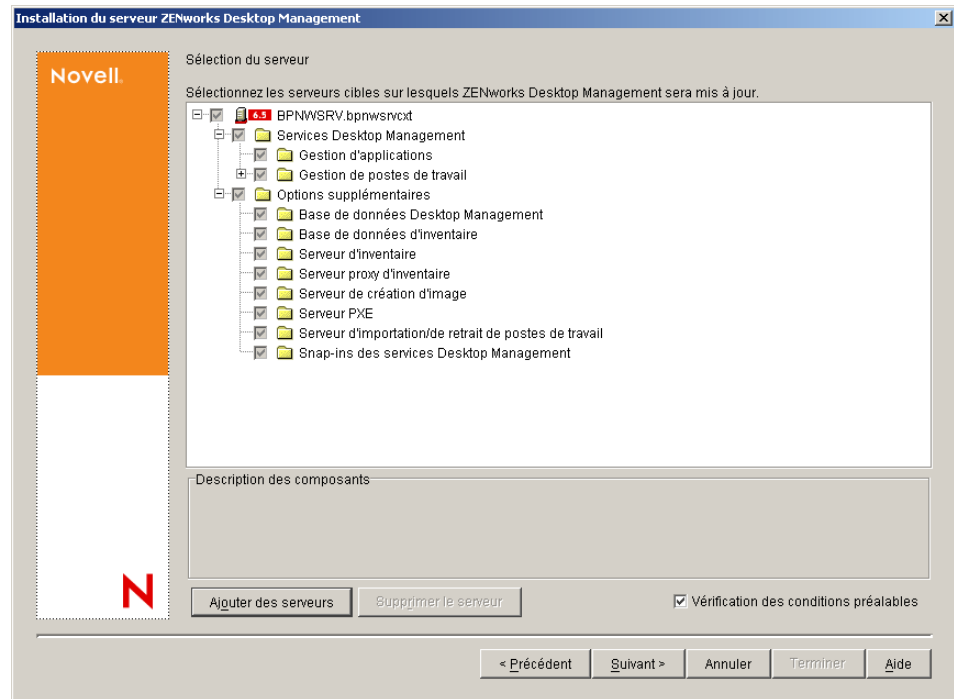 Installation du serveur ZENworks Desktop Management
Novell.
Sélection du serveur
Sélectionnez les serveurs cibles sur lesquels ZENworks Desktop Management sera mis à jour.
6.5 BPNWSRV.bpnwsrvcxt
Services Desktop Management
Gestion d'applications
Gestion de postes de travail
Options supplémentaires
Base de données Desktop Management
Base de données d'inventaire
Serveur d'inventaire
Serveur proxy d'inventaire
Serveur de création d'image
Serveur PXE
Serveur d'importation/de retrait de postes de travail
Snap-ins des services Desktop Management
Description des composants
N
Ajouter des serveurs Supprimer le serveur Vérification des conditions préalables
< Précédent Suivant > Annuler Terminer Aide